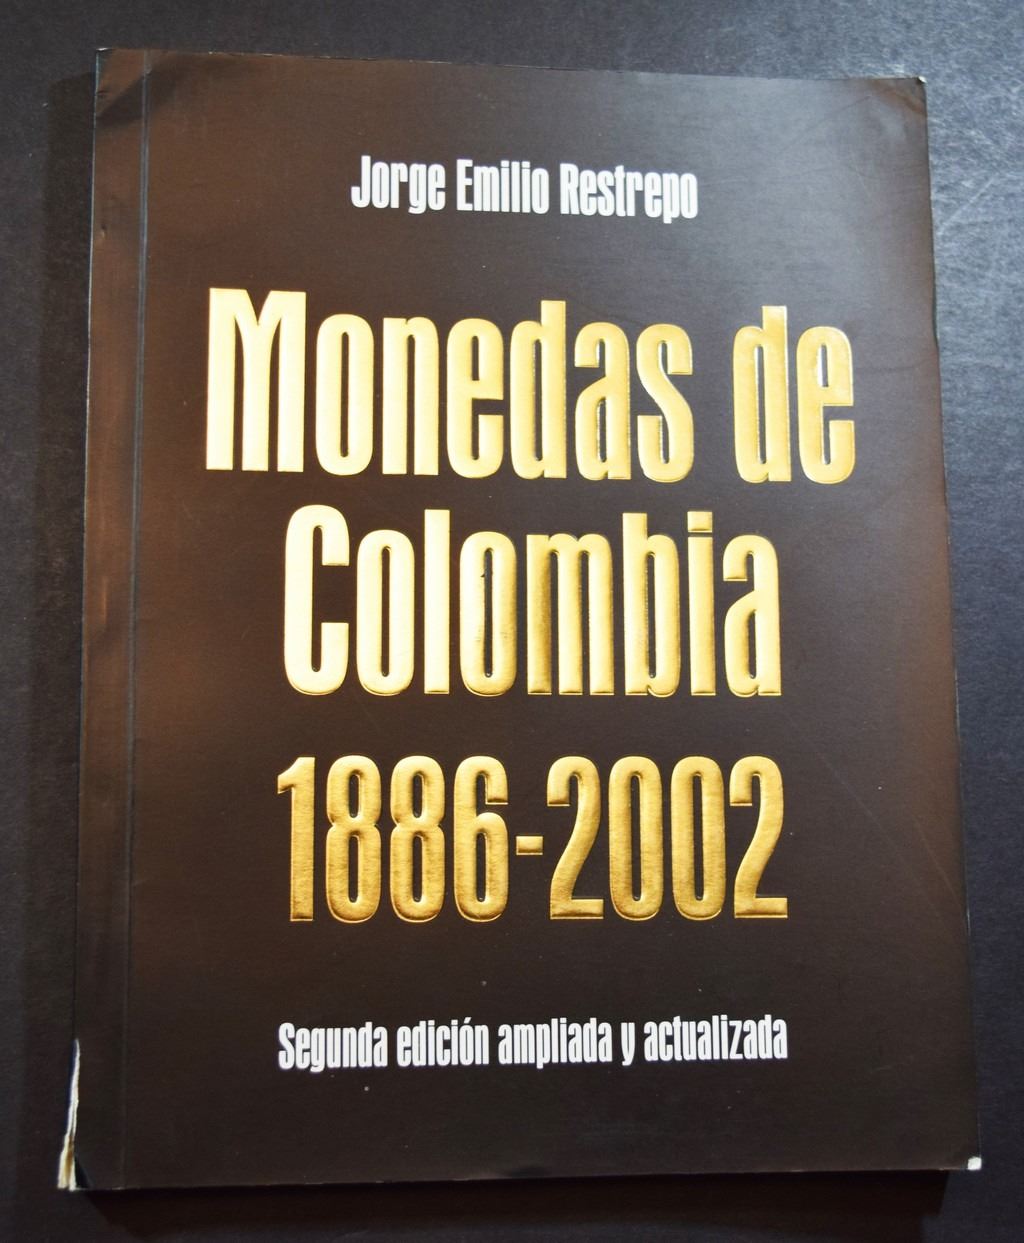 Jorge Emilio Restrepo
Monedas de
Colombia
1886-2002
Segunda edición ampliada y actualizada